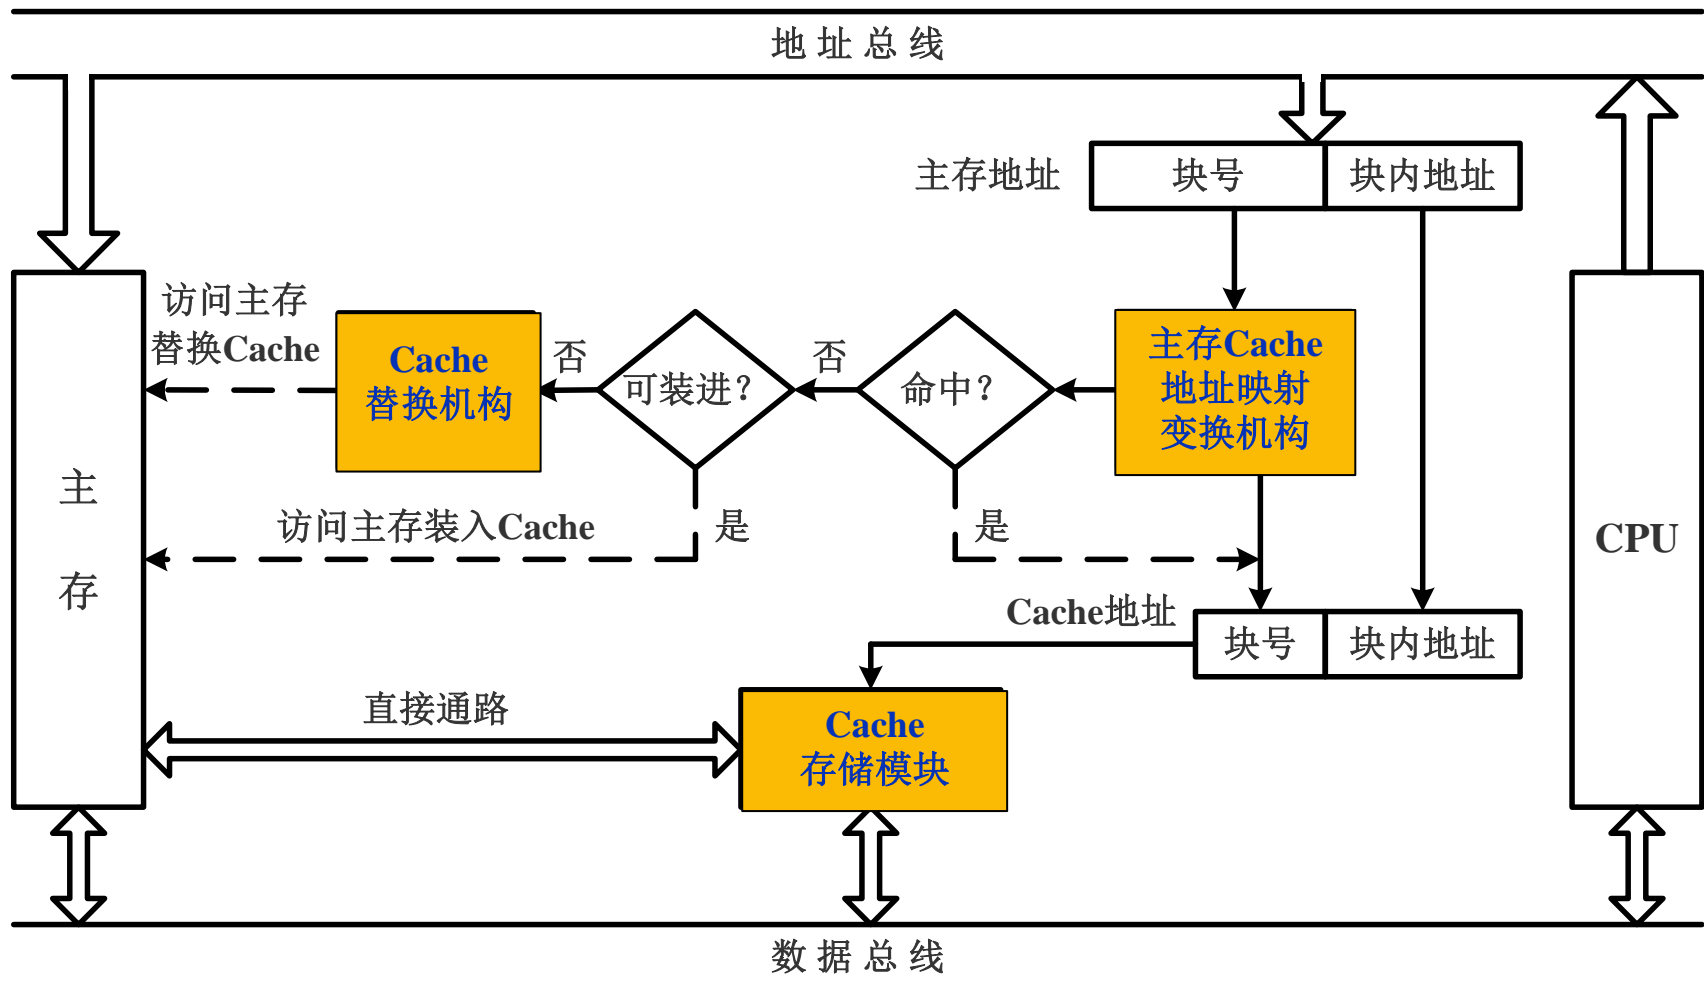 地址总线
主存地址
块号
块内地址
访问主存
替换Cache
Cache
替换机构
否
可装进?
否
命中?
主存Cache
地址映射
变换机构
主
存
访问主存装入Cache
是
是
CPU
Cache地址
块号
块内地址
直接通路
Cache
存储模块
数据总线